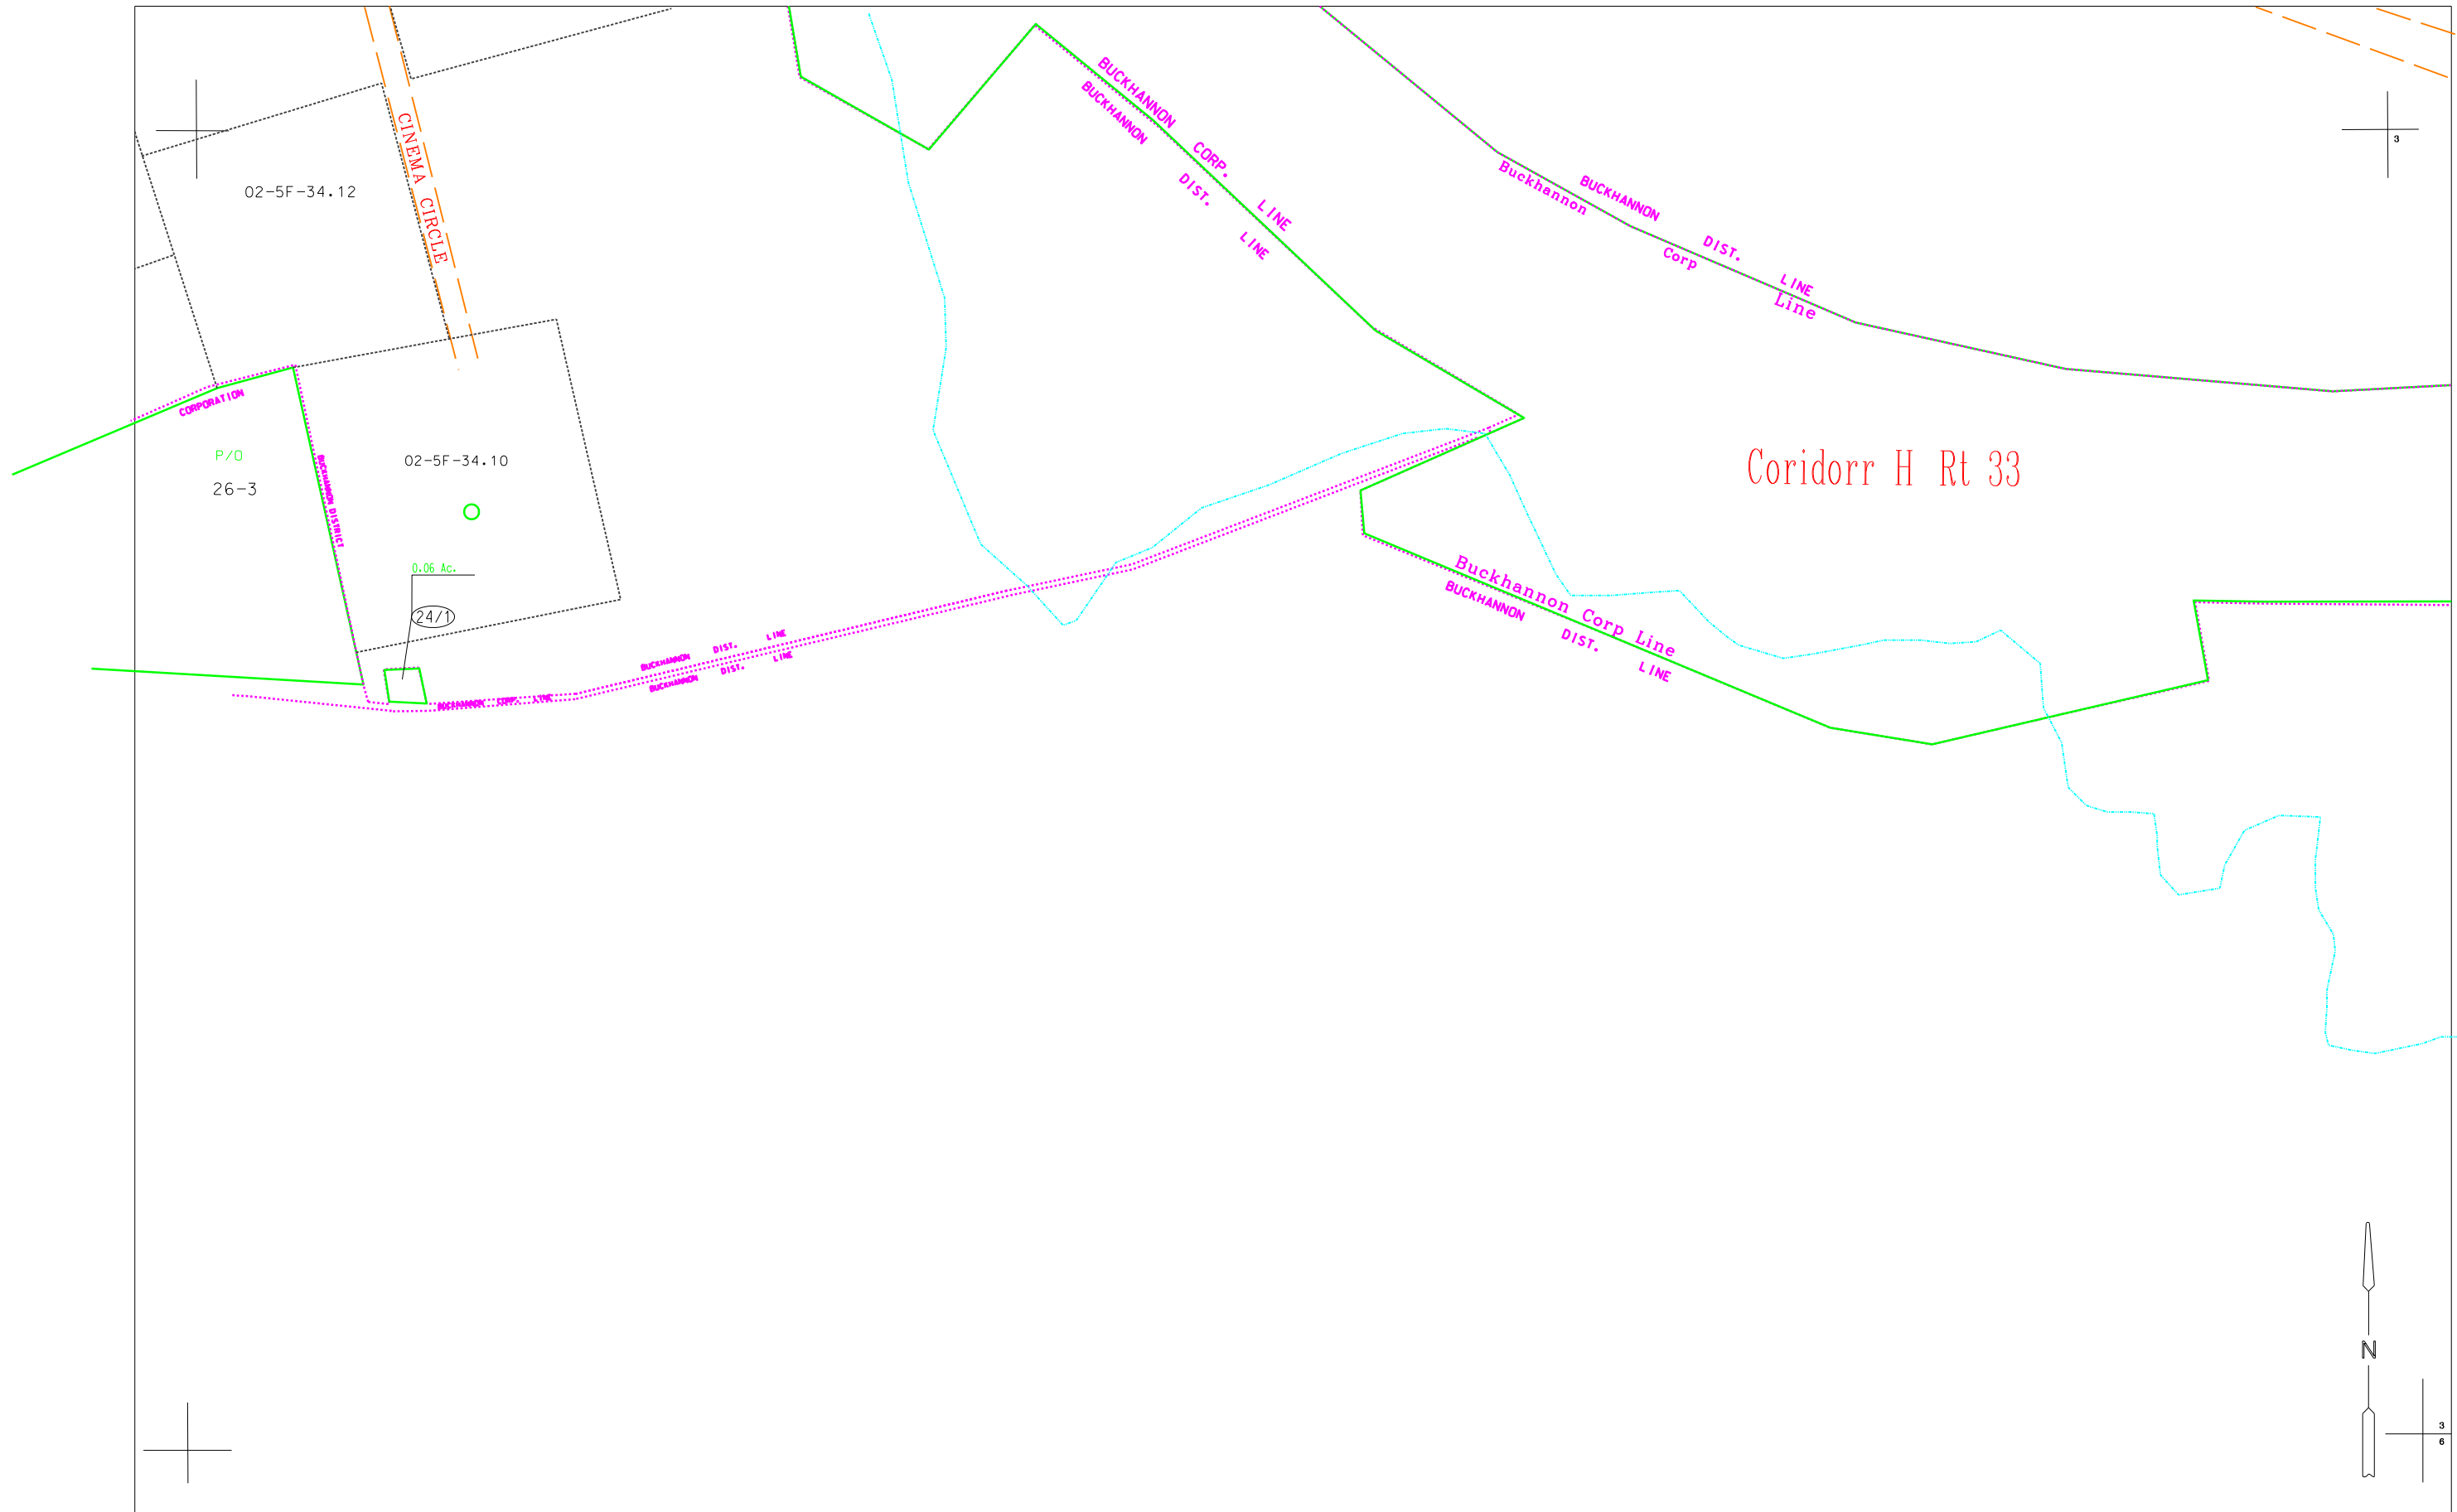 CINEMA CIRCLE
02-5F-34.12
BUCKHANNON CORP. LINE
BUCKHANNON DIST. LINE
BUCKHANNON DIST. LINE
Buckhannon Corp Line
3
CORPORATION
P/O
26-3
BUCKHANNON DISTRICT
02-5F-34.10
0.06 Ac.
24/1
Coridorr H Rt 33
Buckhannon Corp Line
BUCKHANNON DIST. LINE
BUCKHANNON DIST. LINE
BUCKHANNON DIST. LINE
BUCKHANNON CORP. LINE
N
3
6